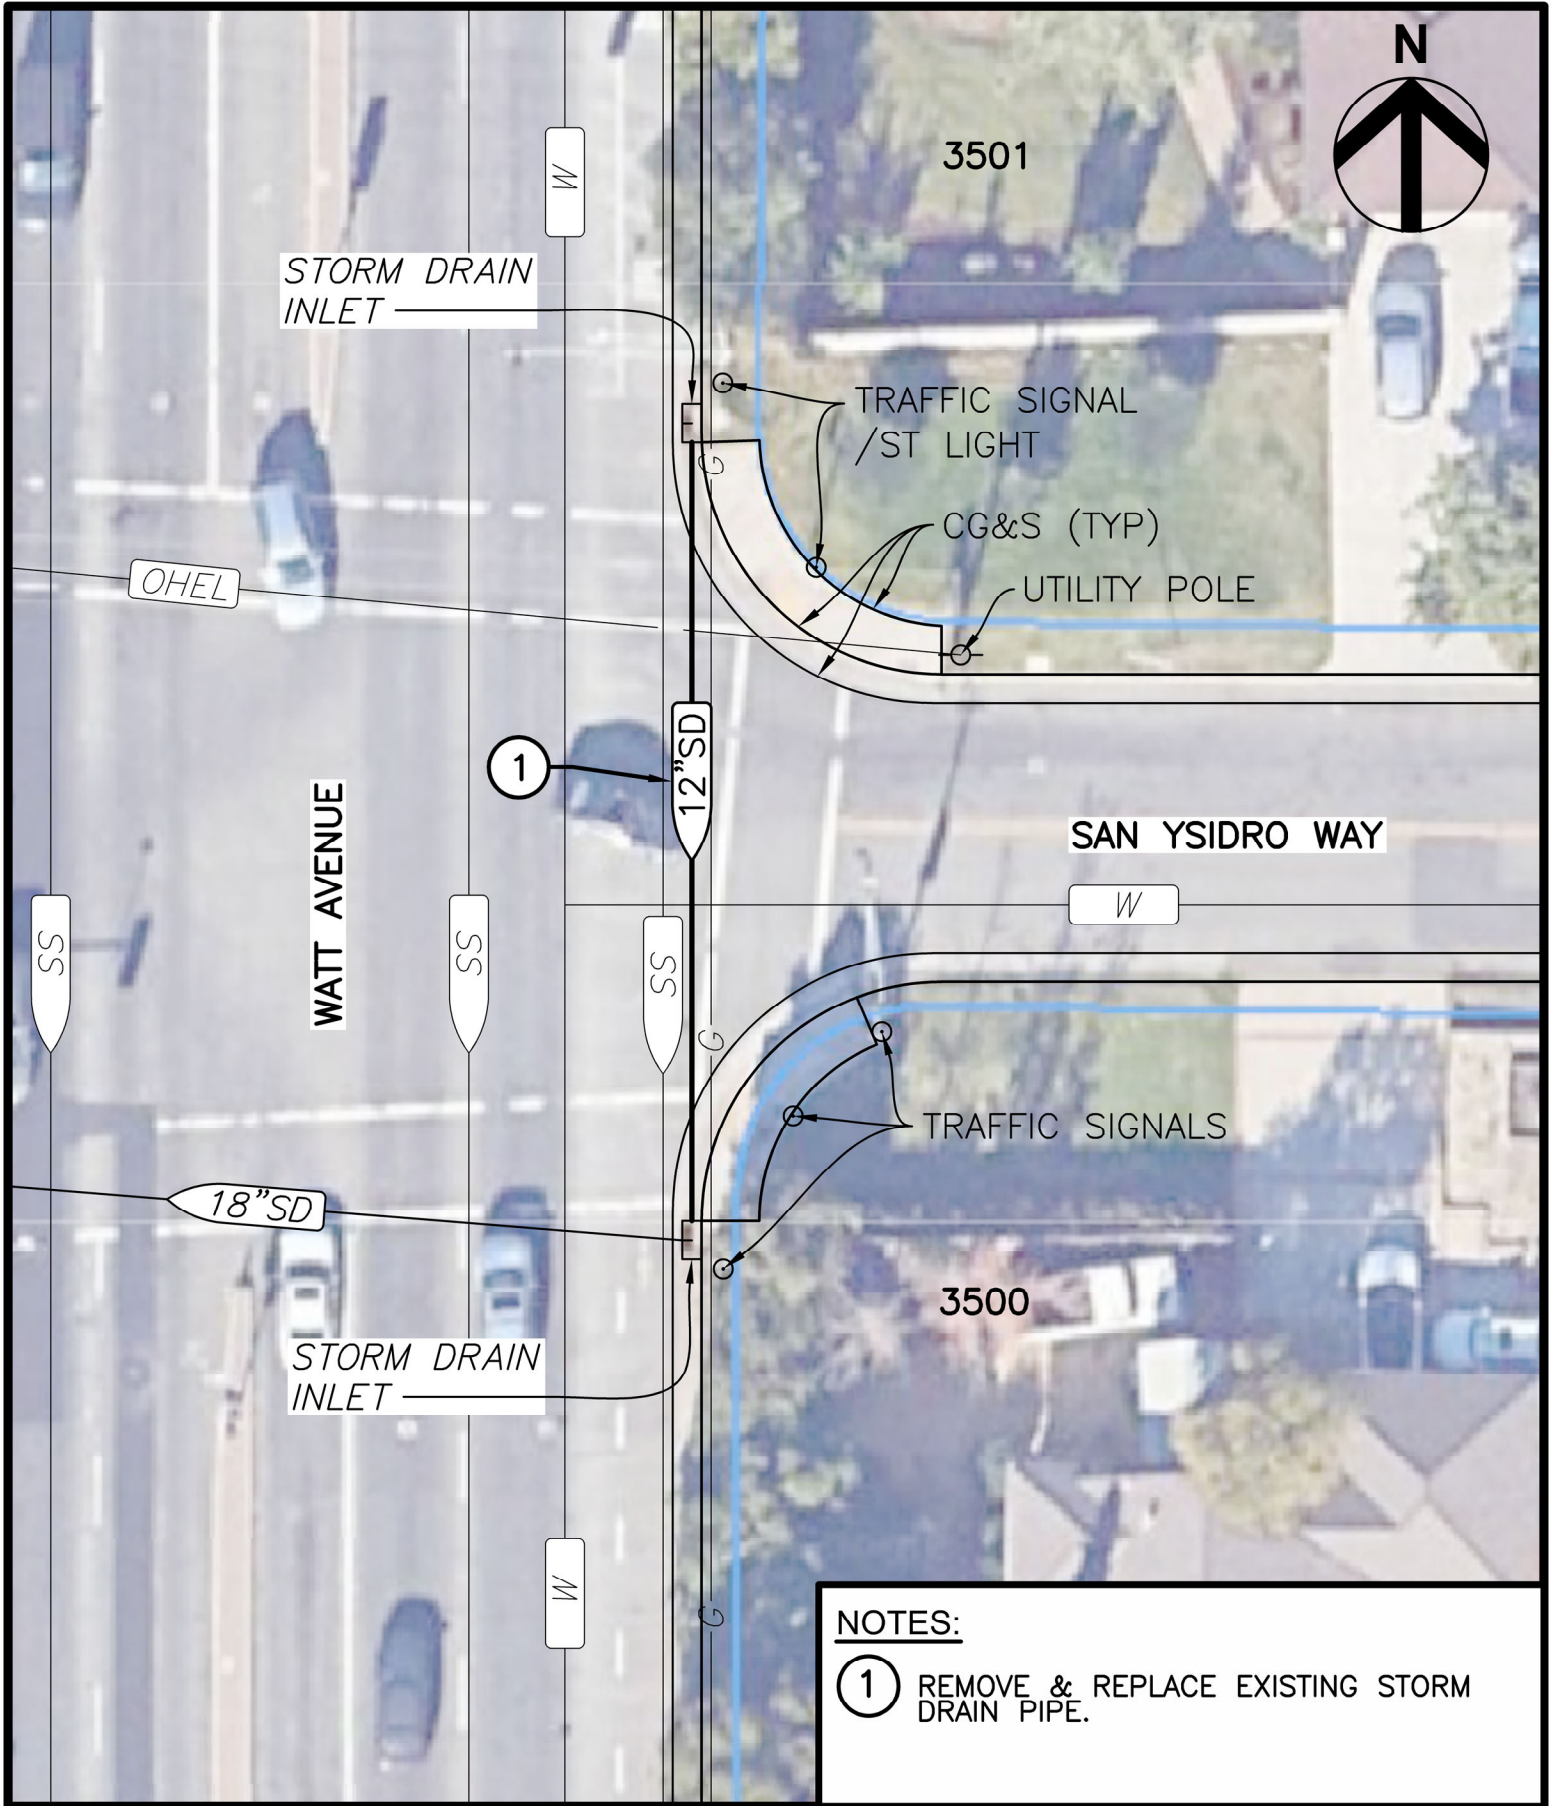 N
3501
W
STORM DRAIN
INLET
TRAFFIC SIGNAL
/ST LIGHT
G
CG&S (TYP)
OHEL
UTILITY POLE
12"SD
1
WATT AVENUE
SAN YSIDRO WAY
W
SS
SS
SS
G
TRAFFIC SIGNALS
18"SD
3500
STORM DRAIN
INLET
W
G
NOTES:
1 REMOVE & REPLACE EXISTING STORM
DRAIN PIPE.